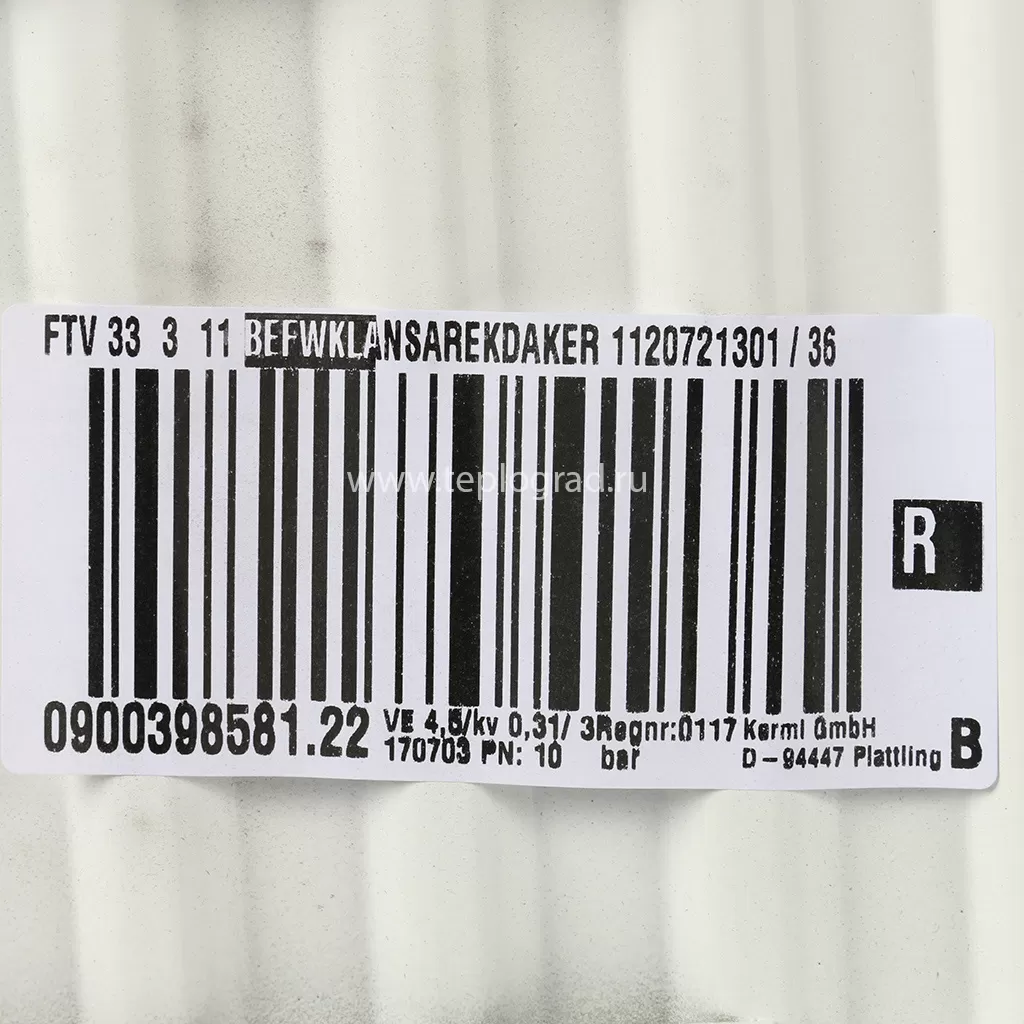 FTV 33 3 11 BEFWKLANSAREKDAKER 1120721301 / 36
www.teplograd.ru
R
0900398581.22 VE 4,5/kv 0,31/ 3Regnr:0117 Kermi GmbH
170703 PN: 10 bar D-94447 Plattling B